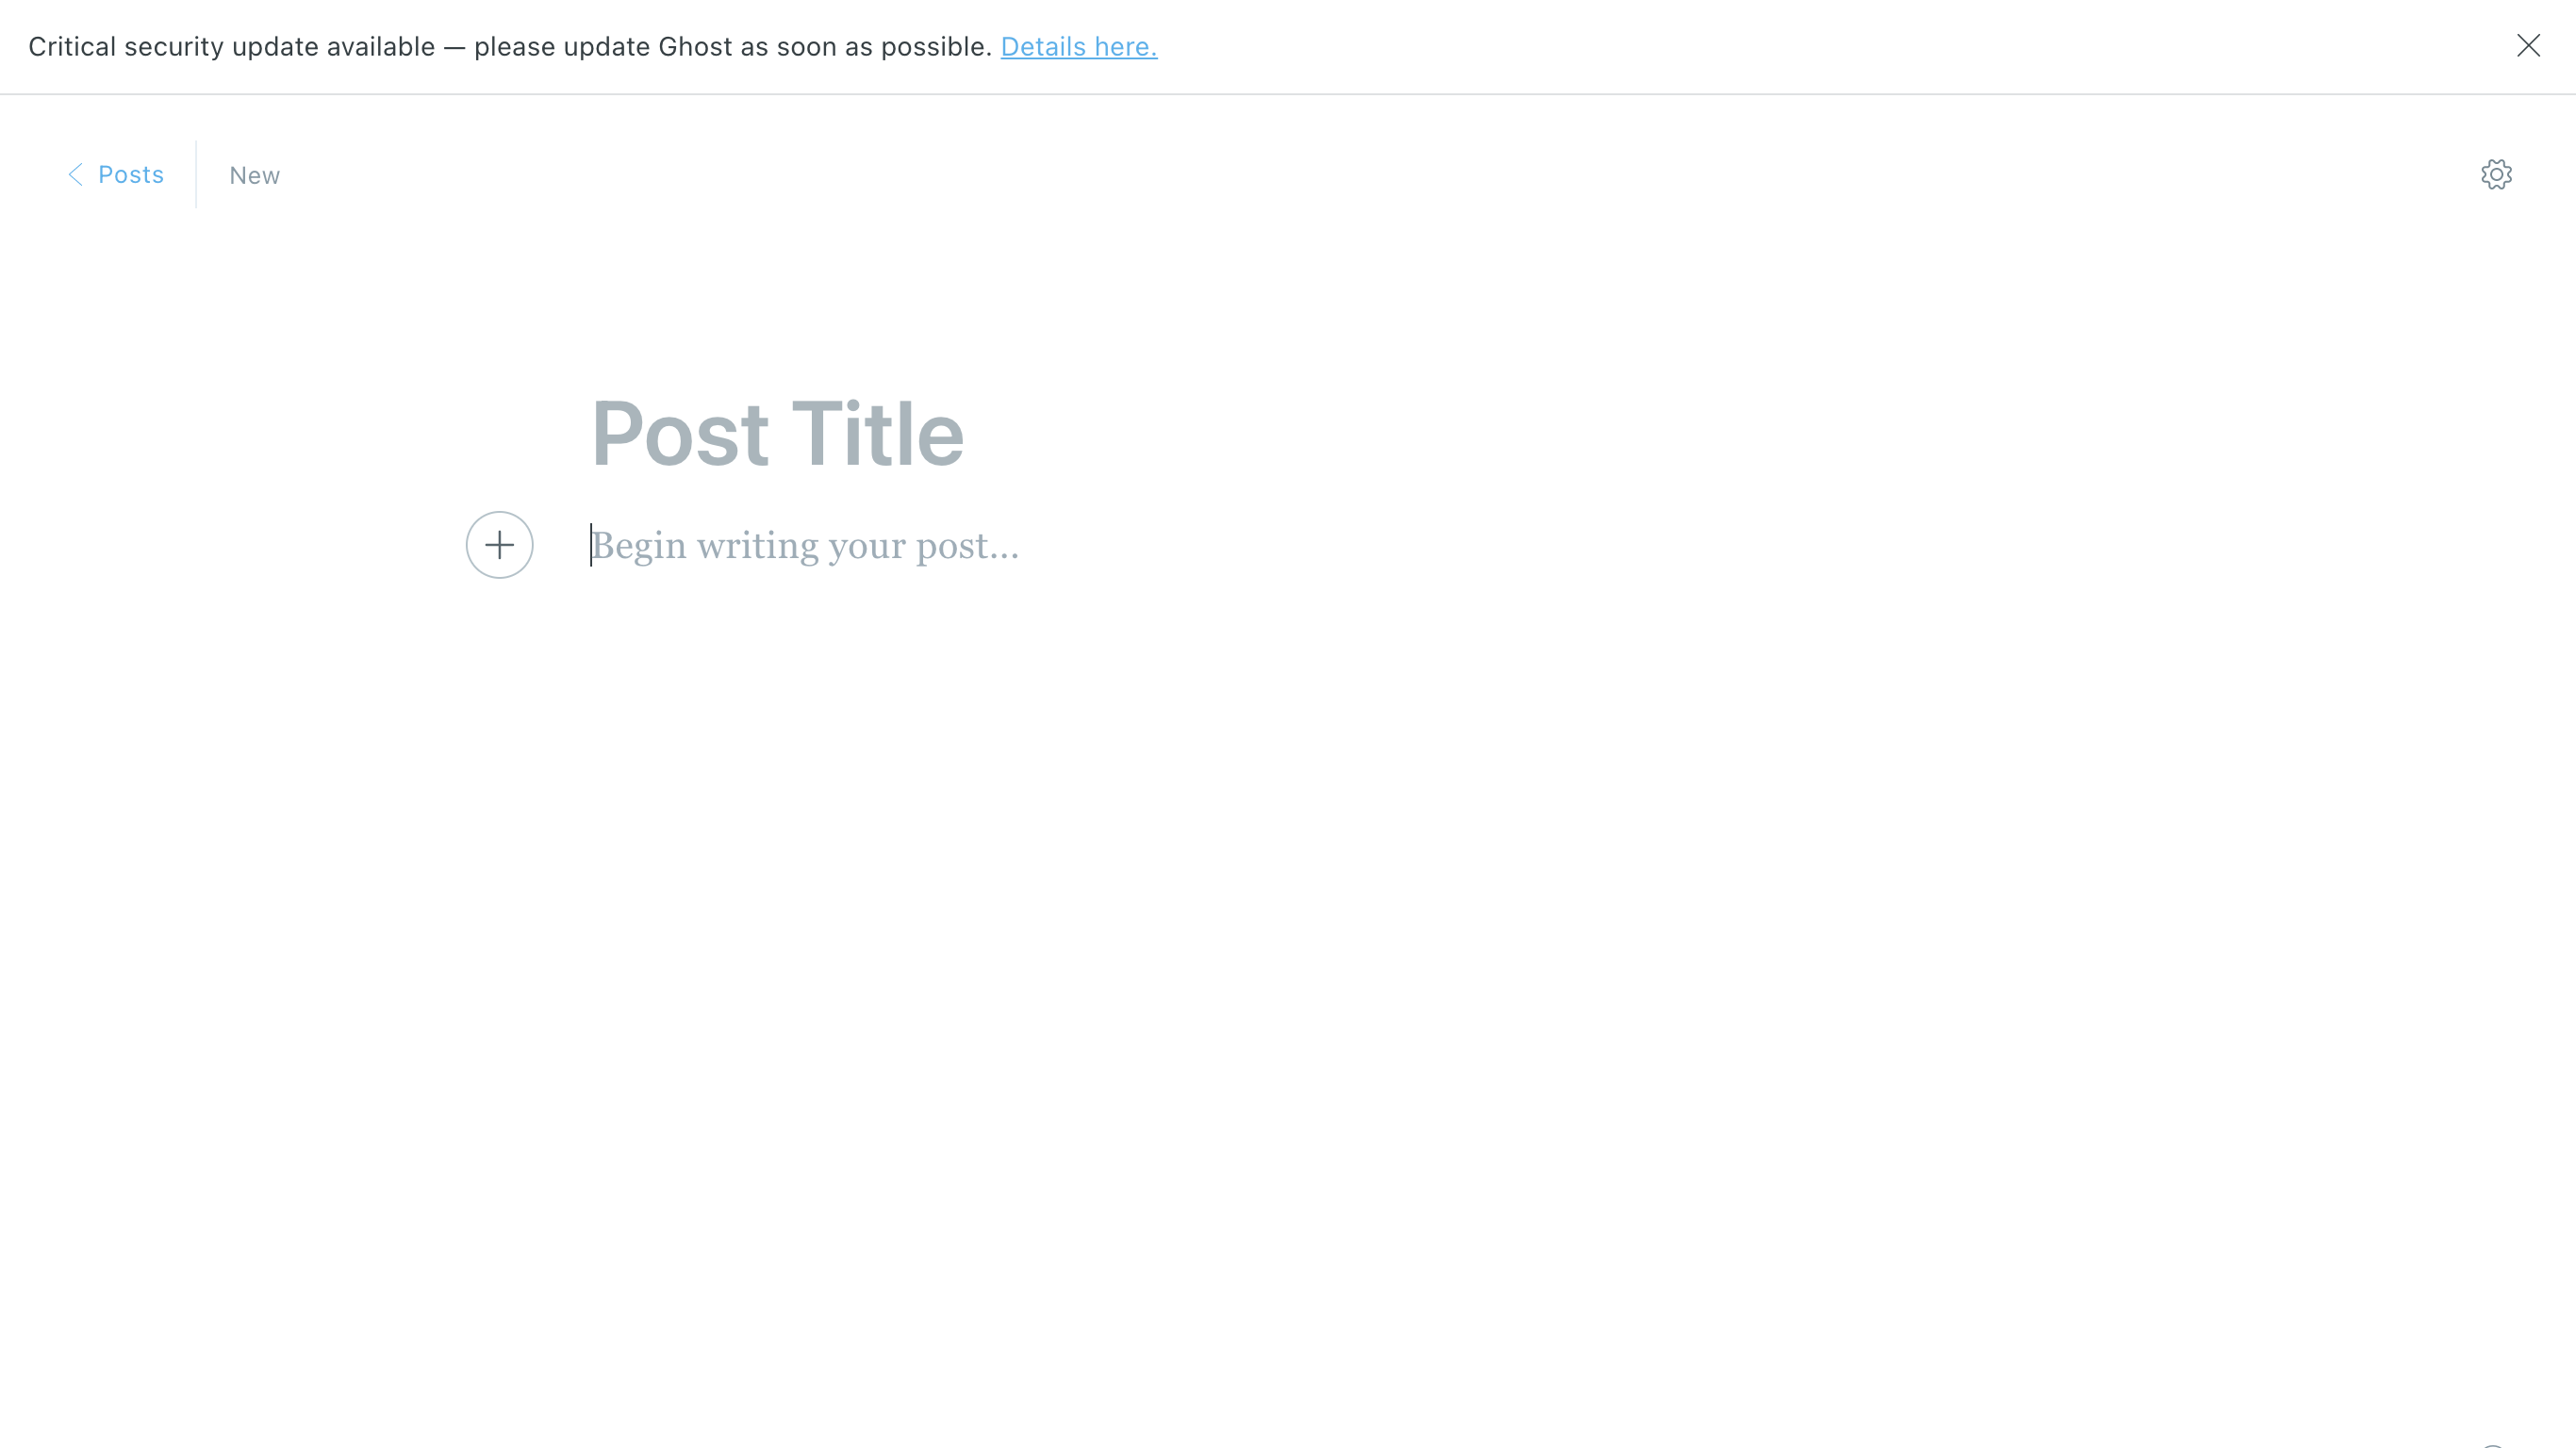 Critical security update available — please update Ghost as soon as possible. Details here.
Posts
New
Post Title
Begin writing your post...